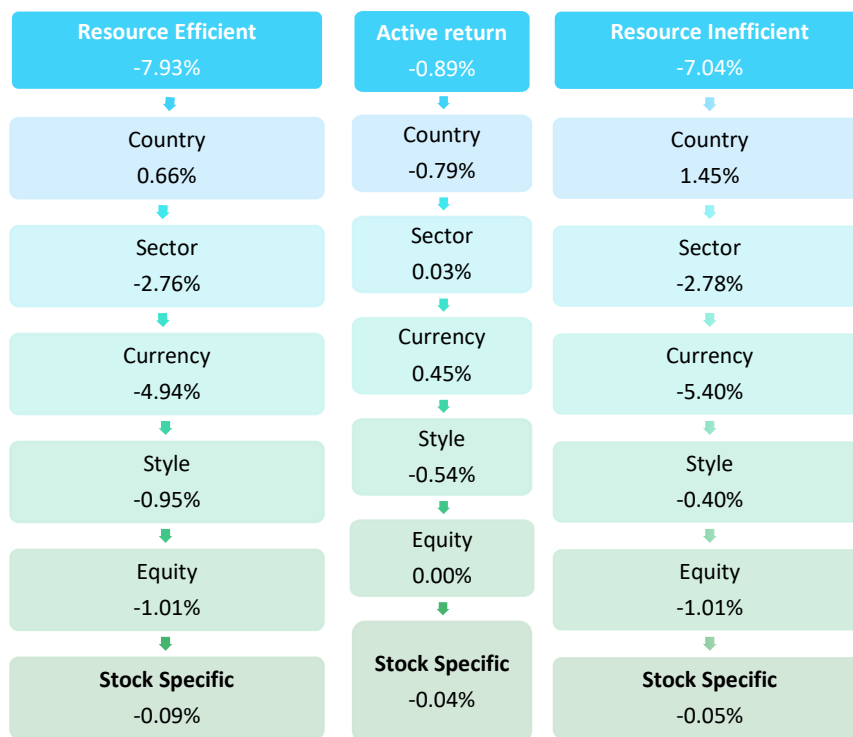 Resource Efficient
-7.93%
Country
0.66%
Sector
-2.76%
Currency
-4.94%
Style
-0.95%
Equity
-1.01%
Stock Specific
-0.09%
Active return
-0.89%
Country
-0.79%
Sector
0.03%
Currency
0.45%
Style
-0.54%
Equity
0.00%
Stock Specific
-0.04%
Resource Inefficient
-7.04%
Country
1.45%
Sector
-2.78%
Currency
-5.40%
Style
-0.40%
Equity
-1.01%
Stock Specific
-0.05%